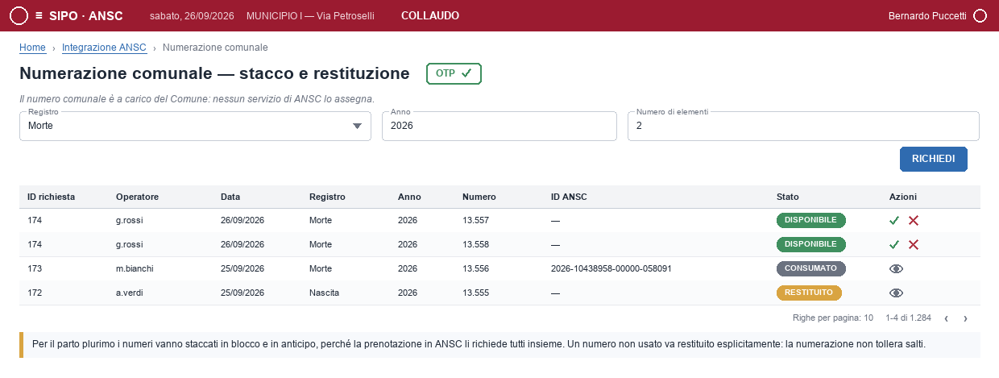 ≡ SIPO · ANSC sabato, 26/09/2026 MUNICIPIO I — Via Petroselli COLLAUDO Bernardo Puccetti
Home › Integrazione ANSC › Numerazione comunale
Numerazione comunale — stacco e restituzione OTP ✓
Il numero comunale è a carico del Comune: nessun servizio di ANSC lo assegna.
Registro Anno Numero di elementi
Morte 2026 2
RICHIEDI
ID richiesta Operatore Data Registro Anno Numero ID ANSC Stato Azioni
174 g.rossi 26/09/2026 Morte 2026 13.557 — DISPONIBILE
174 g.rossi 26/09/2026 Morte 2026 13.558 — DISPONIBILE
173 m.bianchi 25/09/2026 Morte 2026 13.556 2026-10438958-00000-058091 CONSUMATO
172 a.verdi 25/09/2026 Nascita 2026 13.555 — RESTITUITO
Righe per pagina: 10 1-4 di 1.284 ‹ ›
Per il parto plurimo i numeri vanno staccati in blocco e in anticipo, perché la prenotazione in ANSC li richiede tutti insieme. Un numero non usato va restituito esplicitamente: la numerazione non tollera salti.